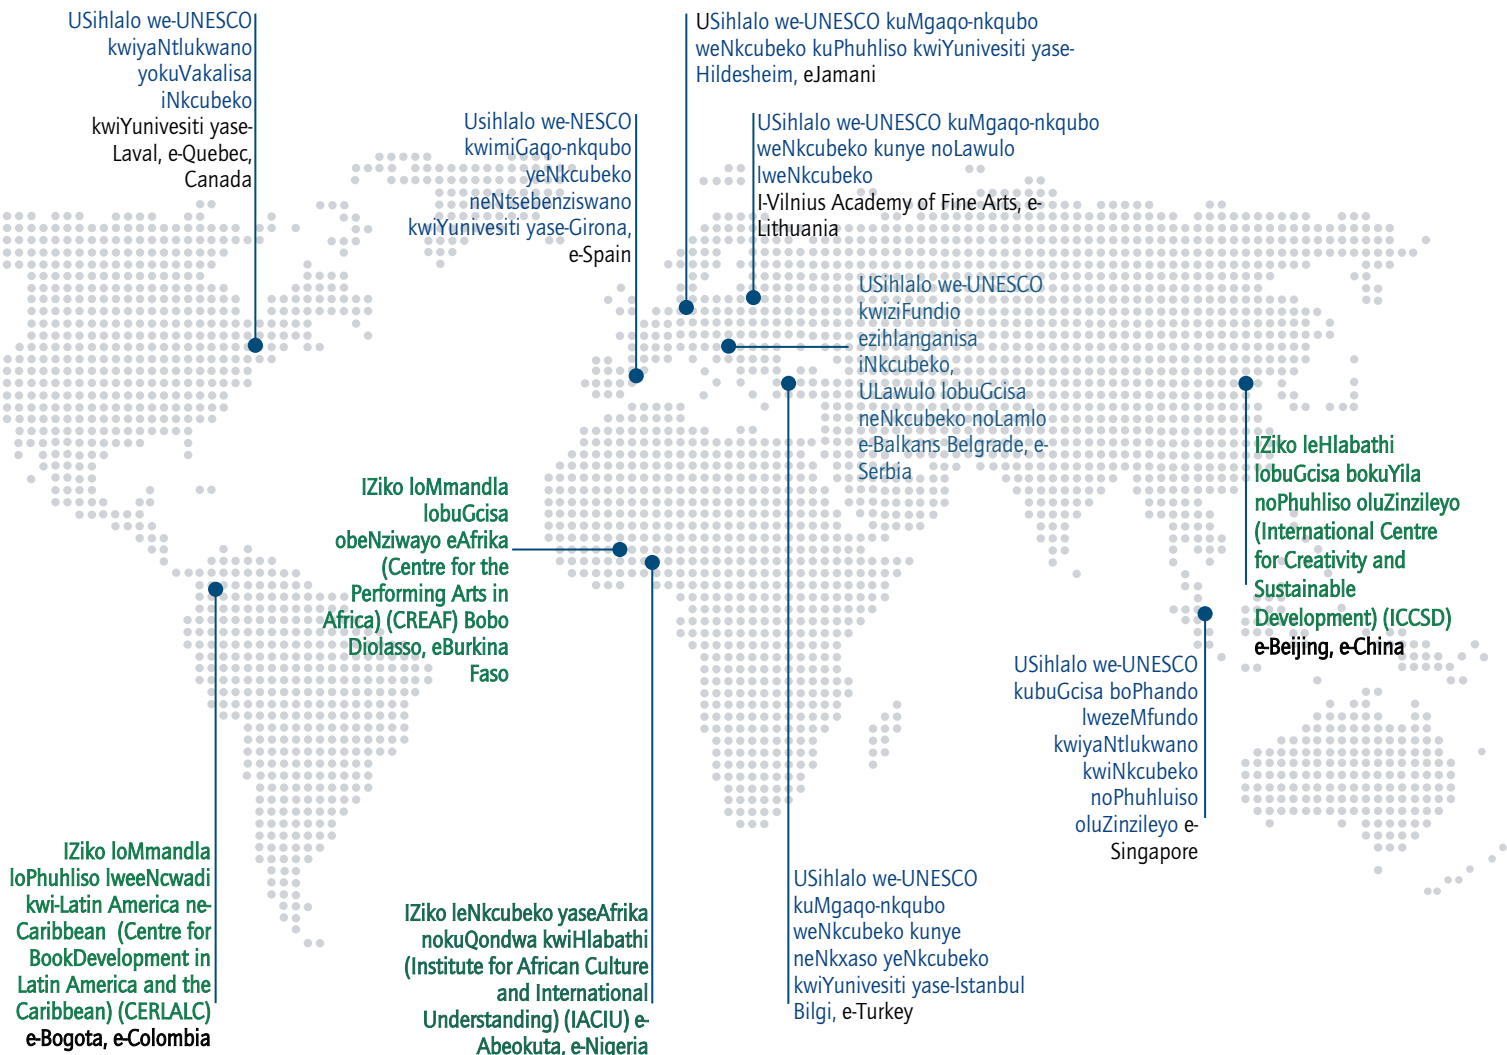 USihlalo we-UNESCO
kwiyaNtlukwano
yokuVakalisa
iNkcubeko
kwiYunivesiti yase-
Laval, e-Quebec,
Canada
USihlalo we-UNESCO kuMgaqo-nkqubo
weNkcubeko kuPhuhliso kwiYunivesiti yase-
Hildesheim, eJamani
Usihlalo we-NESCO
kwimiGaqo-nkqubo
yeNkcubeko
neNtsebenziswano
kwiYunivesiti yase-Girona,
e-Spain
USihlalo we-UNESCO kuMgaqo-nkqubo
weNkcubeko kunye noLawulo
lweNkcubeko
I-Vilnius Academy of Fine Arts, e-
Lithuania
USihlalo we-UNESCO
kwiziFundio
ezihlanganisa
iNkcubeko,
ULawulo lobuGcisa
neNkcubeko noLamlo
e-Balkans Belgrade, e-
Serbia
IZiko leHlabathi
lobuGcisa bokuYila
noPhuhliso oluZinzileyo
(International Centre
for Creativity and
Sustainable
Development) (ICCSD)
e-Beijing, e-China
IZiko loMmandla
lobuGcisa
obeNziwayo eAfrika
(Centre for the
Performing Arts in
Africa) (CREAF) Bobo
Diolasso, eBurkina
Faso
USihlalo we-UNESCO
kubuGcisa boPhando
lwezeMfundo
kwiyaNtlukwano
kwiNkcubeko
noPhuhluiso
oluZinzileyo e-
Singapore
IZiko loMmandla
loPhuhliso lweeNcwadi
kwi-Latin America ne-
Caribbean (Centre for
BookDevelopment in
Latin America and the
Caribbean) (CERLALC)
e-Bogota, e-Colombia
IZiko leNkcubeko yaseAfrika
nokuQondwa kwiHlabathi
(Institute for African Culture
and International
Understanding) (IACIU) e-
Abeokuta, e-Nigeria
USihlalo we-UNESCO
kuMgaqo-nkqubo
weNkcubeko kunye
neNkxaso yeNkcubeko
kwiYunivesiti yase-Istanbul
Bilgi, e-Turkey